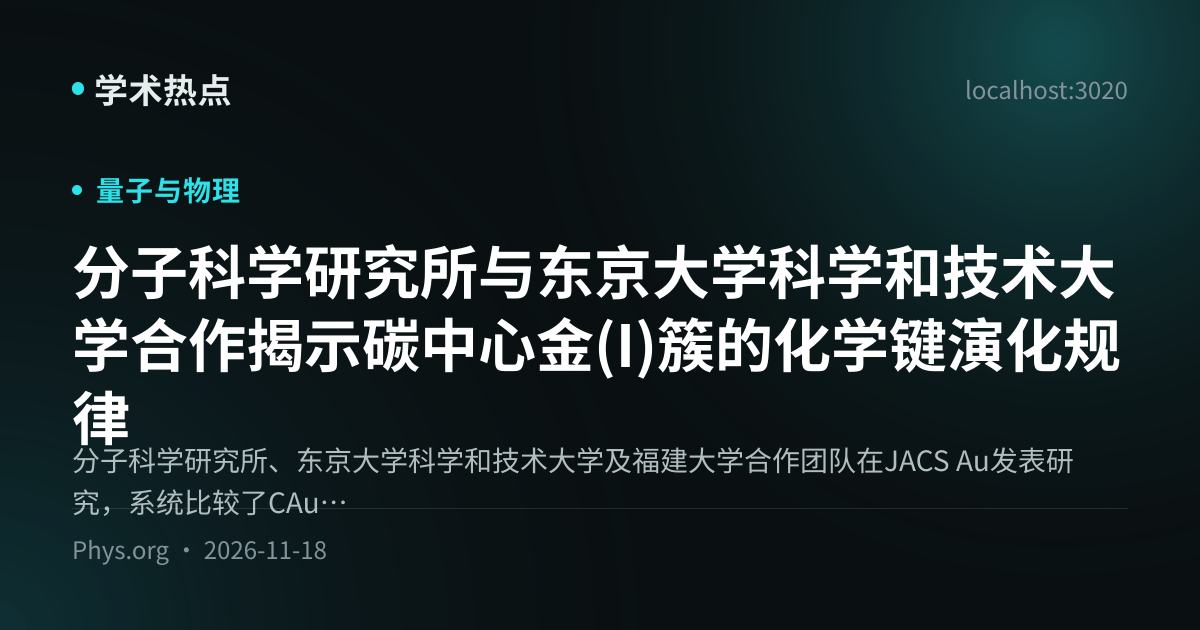 学术热点
localhost:3020
量子与物理
分子科学研究所与东京大学科学和技术大
学合作揭示碳中心金(I)簇的化学键演化规
律
分子科学研究所、东京大学科学和技术大学及福建大学合作团队在JACS Au发表研
究，系统比较了CAu…
Phys.org • 2026-11-18